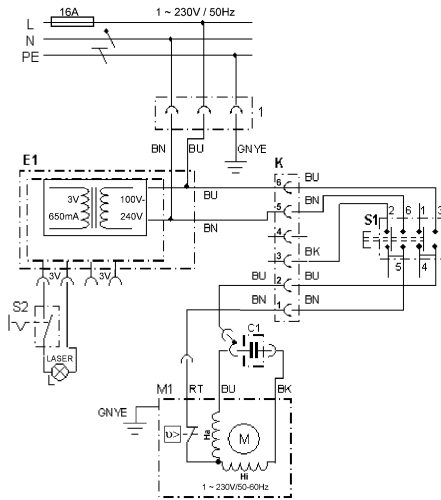 L 16A 1 ~ 230V / 50Hz
N
PE
1
BN BU GNYE
E1 K
3V 100V-
650mA 240V
BU 6 BU
BN 5 BN 2 6 1 3
S1
4
3 BK
BU 2 BU 5 4
BN 1 BN
3V 3V
S2
C1
LASER
M1 RT BU BK
GNYE
υ> Ha M
Hi
1 ~ 230V/50-60Hz